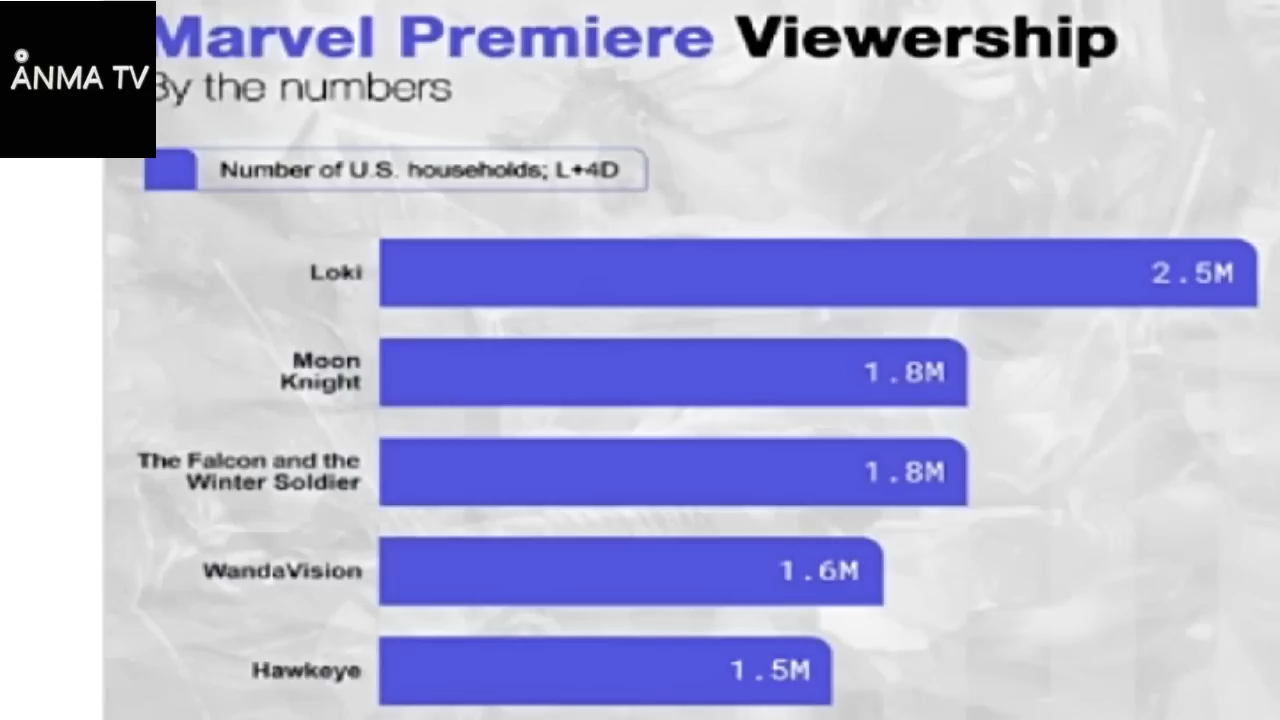 Marvel Premiere Viewership
ÅNMA TV
By the numbers
Number of U.S. households; L+4D
Loki
2.5M
Moon
Knight
1.8M
The Falcon and the
Winter Soldier
1.8M
WandaVision
1.6M
Hawkeye
1.5M